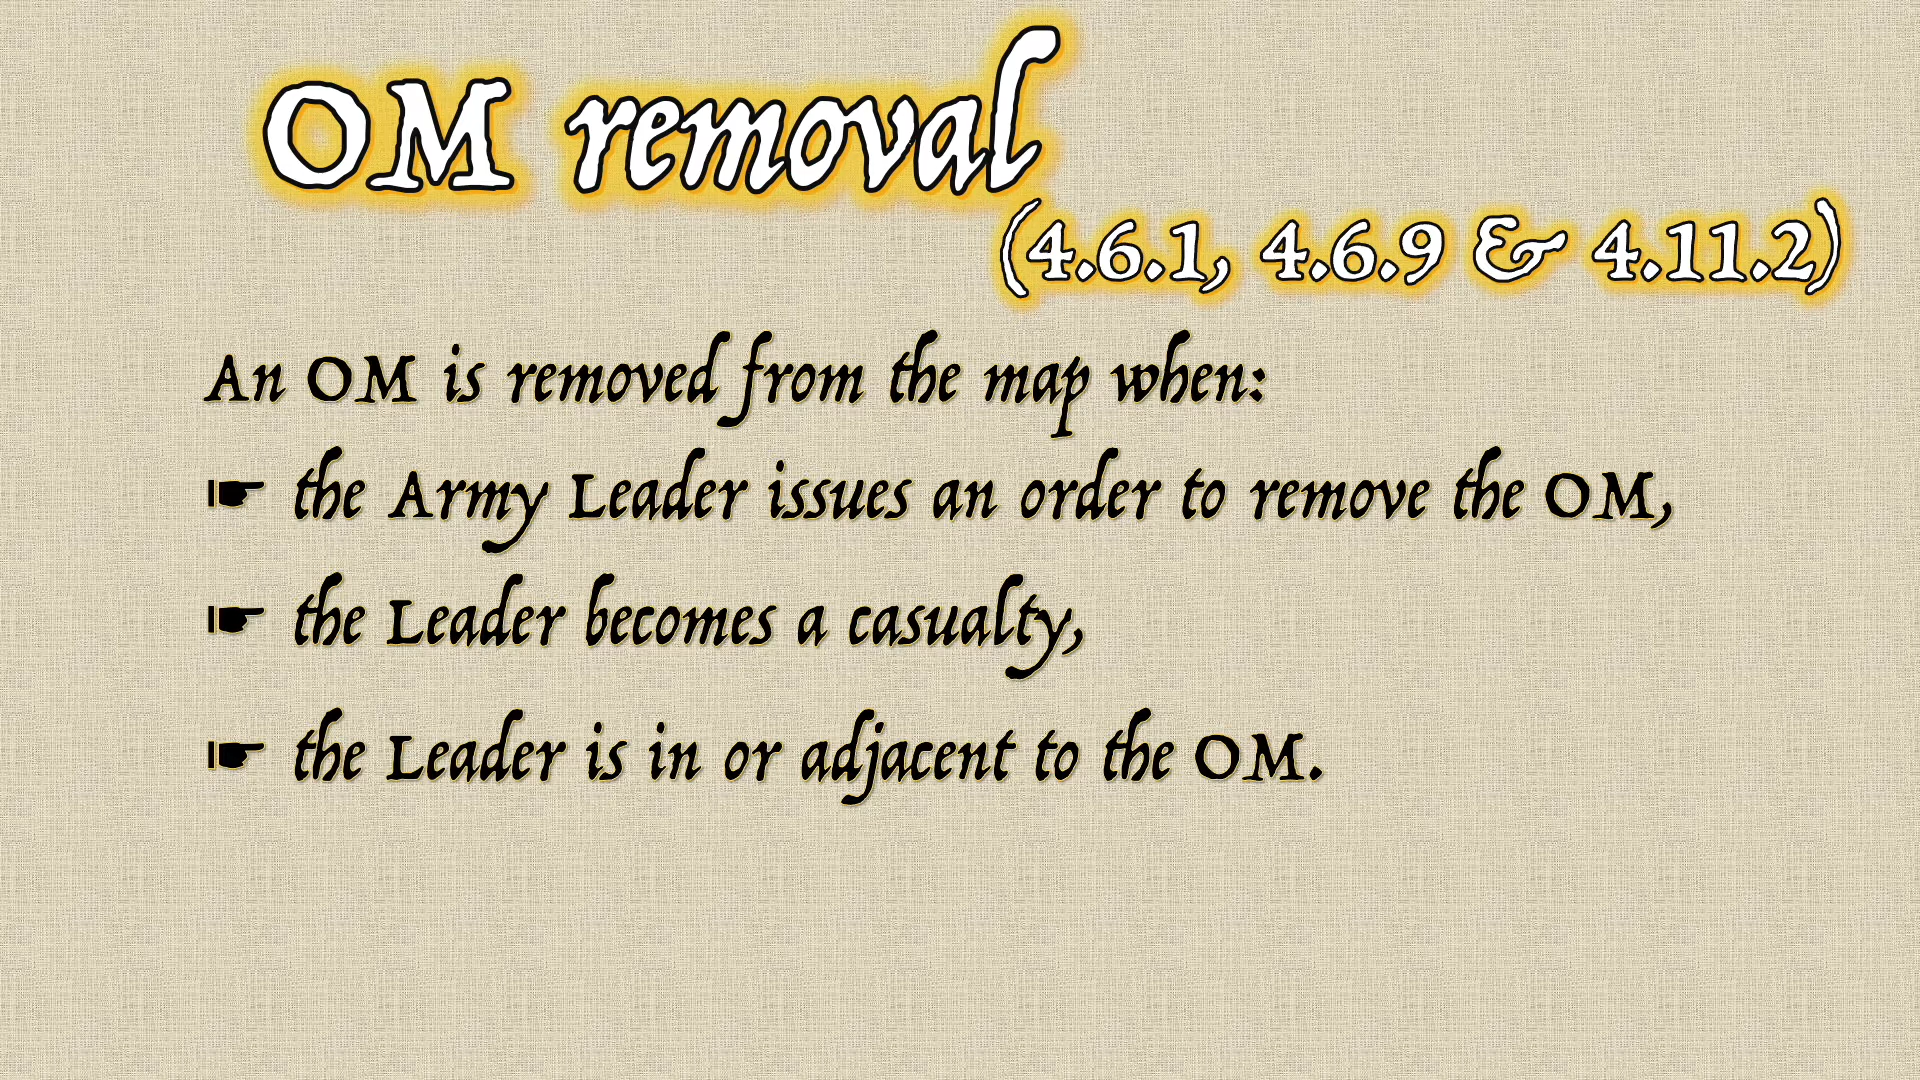 OM removal
(4.6.1, 4.6.9 & 4.11.2)
An OM is removed from the map when:
☛ the Army Leader issues an order to remove the OM,
☛ the Leader becomes a casualty,
☛ the Leader is in or adjacent to the OM.